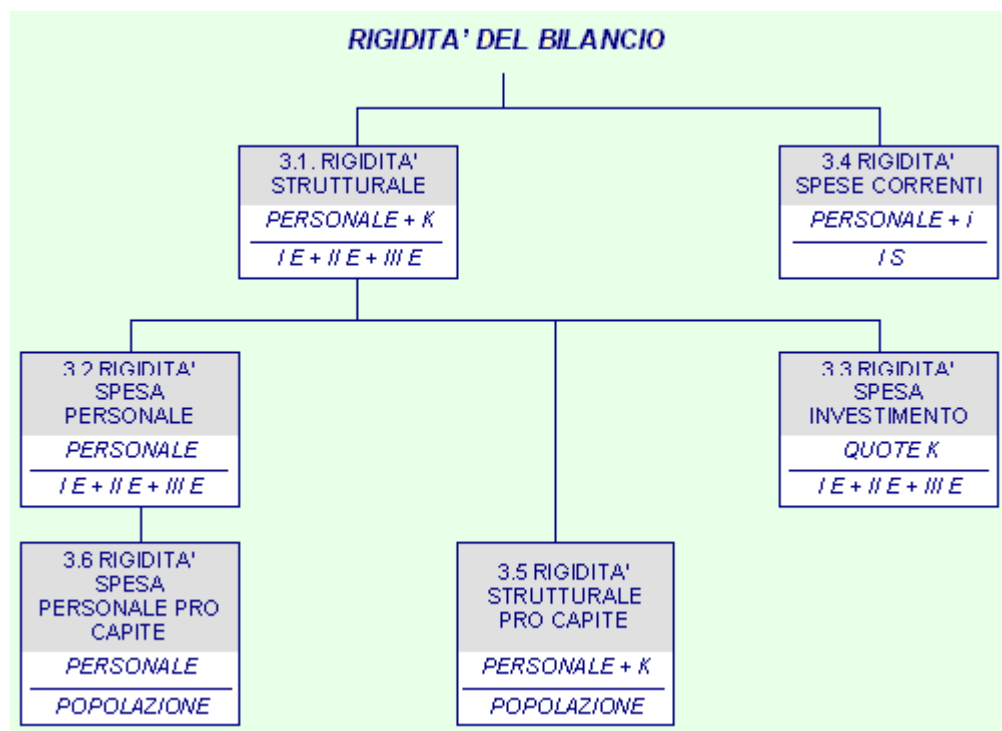 RIGIDITA' DEL BILANCIO
3.1. RIGIDITA'
STRUTTURALE
PERSONALE + K
I E + II E + III E
3.4 RIGIDITA'
SPESE CORRENTI
PERSONALE + i
I S
3.2 RIGIDITA'
SPESA
PERSONALE
PERSONALE
I E + II E + III E
3.3 RIGIDITA'
SPESA
INVESTIMENTO
QUOTE K
I E + II E + III E
3.6 RIGIDITA'
SPESA
PERSONALE PRO
CAPITE
PERSONALE
POPOLAZIONE
3.5 RIGIDITA'
STRUTTURALE
PRO CAPITE
PERSONALE + K
POPOLAZIONE